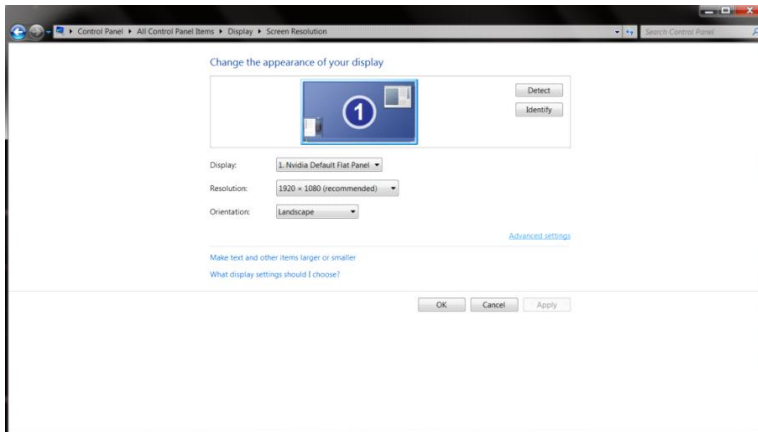 Control Panel ▸ All Control Panel Items ▸ Display ▸ Screen Resolution
Search Control Panel
Change the appearance of your display
1
Detect
Identify
Display: 1. Nvidia Default Flat Panel
Resolution: 1920 × 1080 (recommended)
Orientation: Landscape
Advanced settings
Make text and other items larger or smaller
What display settings should I choose?
OK Cancel Apply